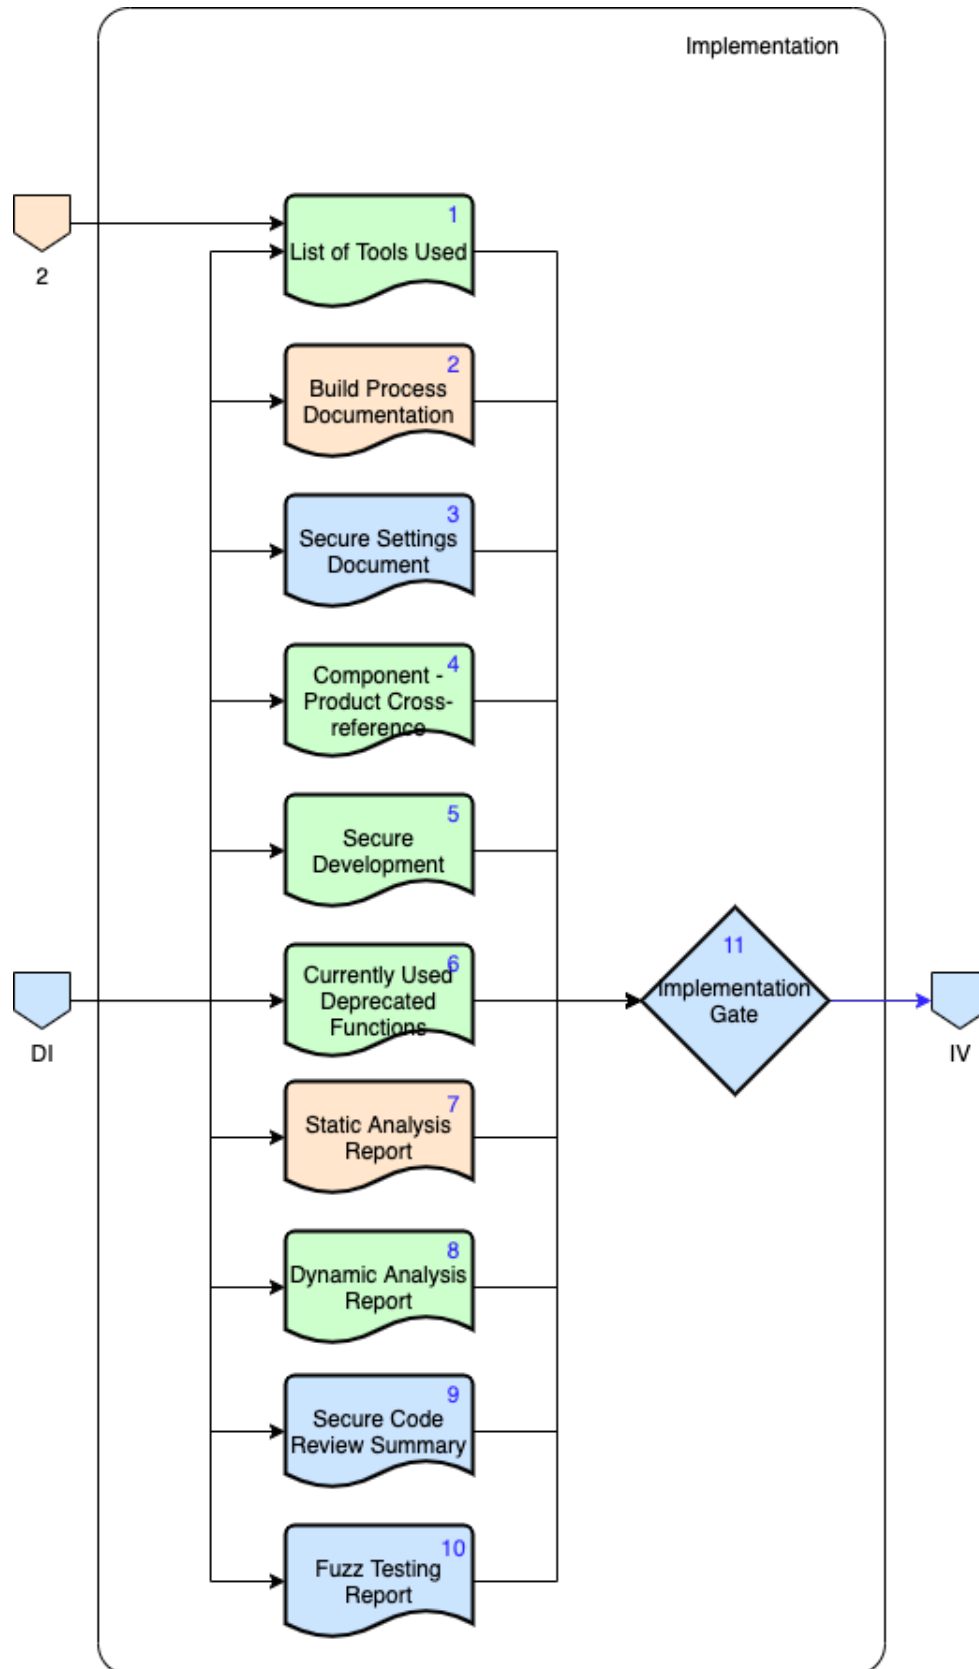 Implementation
2
1
List of Tools Used
2
Build Process
Documentation
3
Secure Settings
Document
4
Component -
Product Cross-
reference
5
Secure
Development
6
Currently Used
Deprecated
Functions
DI
11
Implementation
Gate
IV
7
Static Analysis
Report
8
Dynamic Analysis
Report
9
Secure Code
Review Summary
10
Fuzz Testing
Report